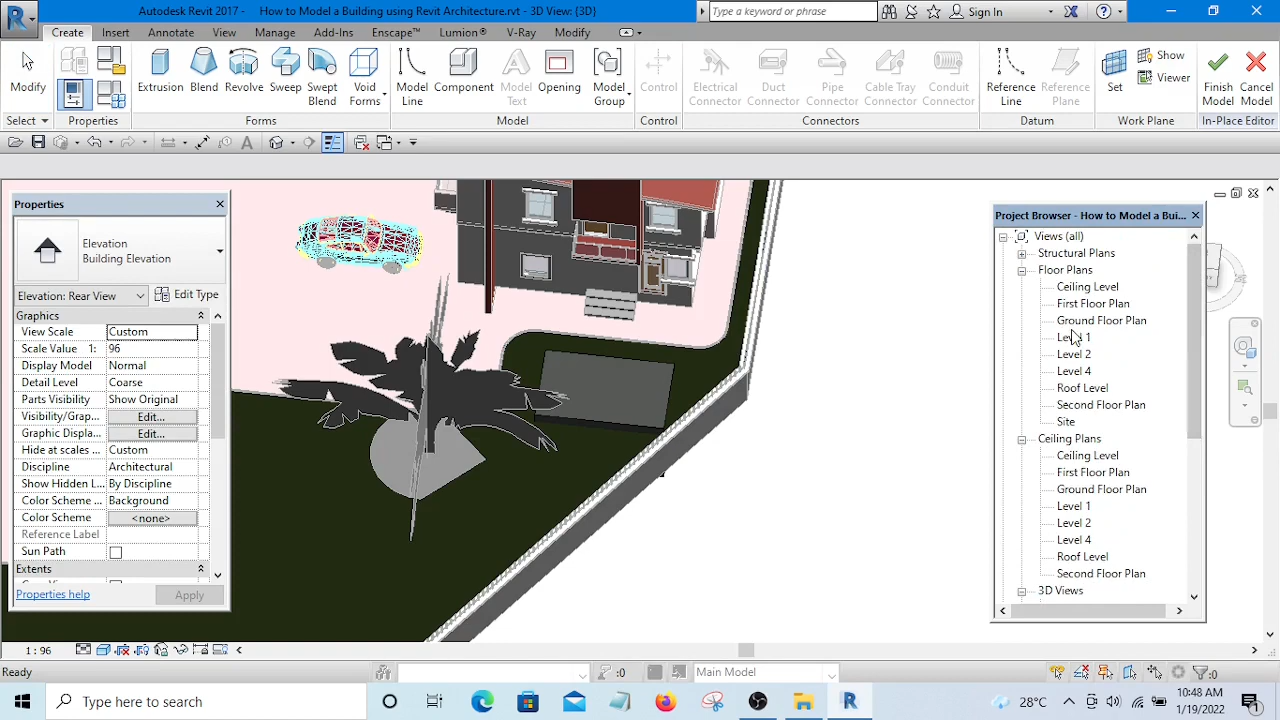 Autodesk Revit 2017 - How to Model a Building using Revit Architecture.rvt - 3D View: {3D}
Type a keyword or phrase
Sign In
Create Insert Annotate View Manage Add-Ins Enscape™ Lumion® V-Ray Modify
Modify
Extrusion Blend Revolve Sweep Swept Blend Void Forms
Model Line Component Model Text Opening Model Group
Control
Electrical Connector Duct Connector Pipe Connector Cable Tray Connector Conduit Connector
Reference Line Reference Plane
Set Show Viewer
Finish Model Cancel Model
Select Properties Forms Model Control Connectors Datum Work Plane In-Place Editor
Properties
Elevation
Building Elevation
Elevation: Rear View Edit Type
Graphics
View Scale Custom
Scale Value 1: 96
Display Model Normal
Detail Level Coarse
Parts Visibility Show Original
Visibility/Grap... Edit...
Graphic Displa... Edit...
Hide at scales ... Custom
Discipline Architectural
Show Hidden L... By Discipline
Color Scheme ... Background
Color Scheme <none>
Reference Label
Sun Path
Extents
Properties help Apply
Project Browser - How to Model a Bui...
Views (all)
Structural Plans
Floor Plans
Ceiling Level
First Floor Plan
Ground Floor Plan
Level 1
Level 2
Level 4
Roof Level
Second Floor Plan
Site
Ceiling Plans
Ceiling Level
First Floor Plan
Ground Floor Plan
Level 1
Level 2
Level 4
Roof Level
Second Floor Plan
3D Views
1 : 96
Ready
:0
Main Model
:0
Type here to search
28°C
10:48 AM
1/19/2022
1